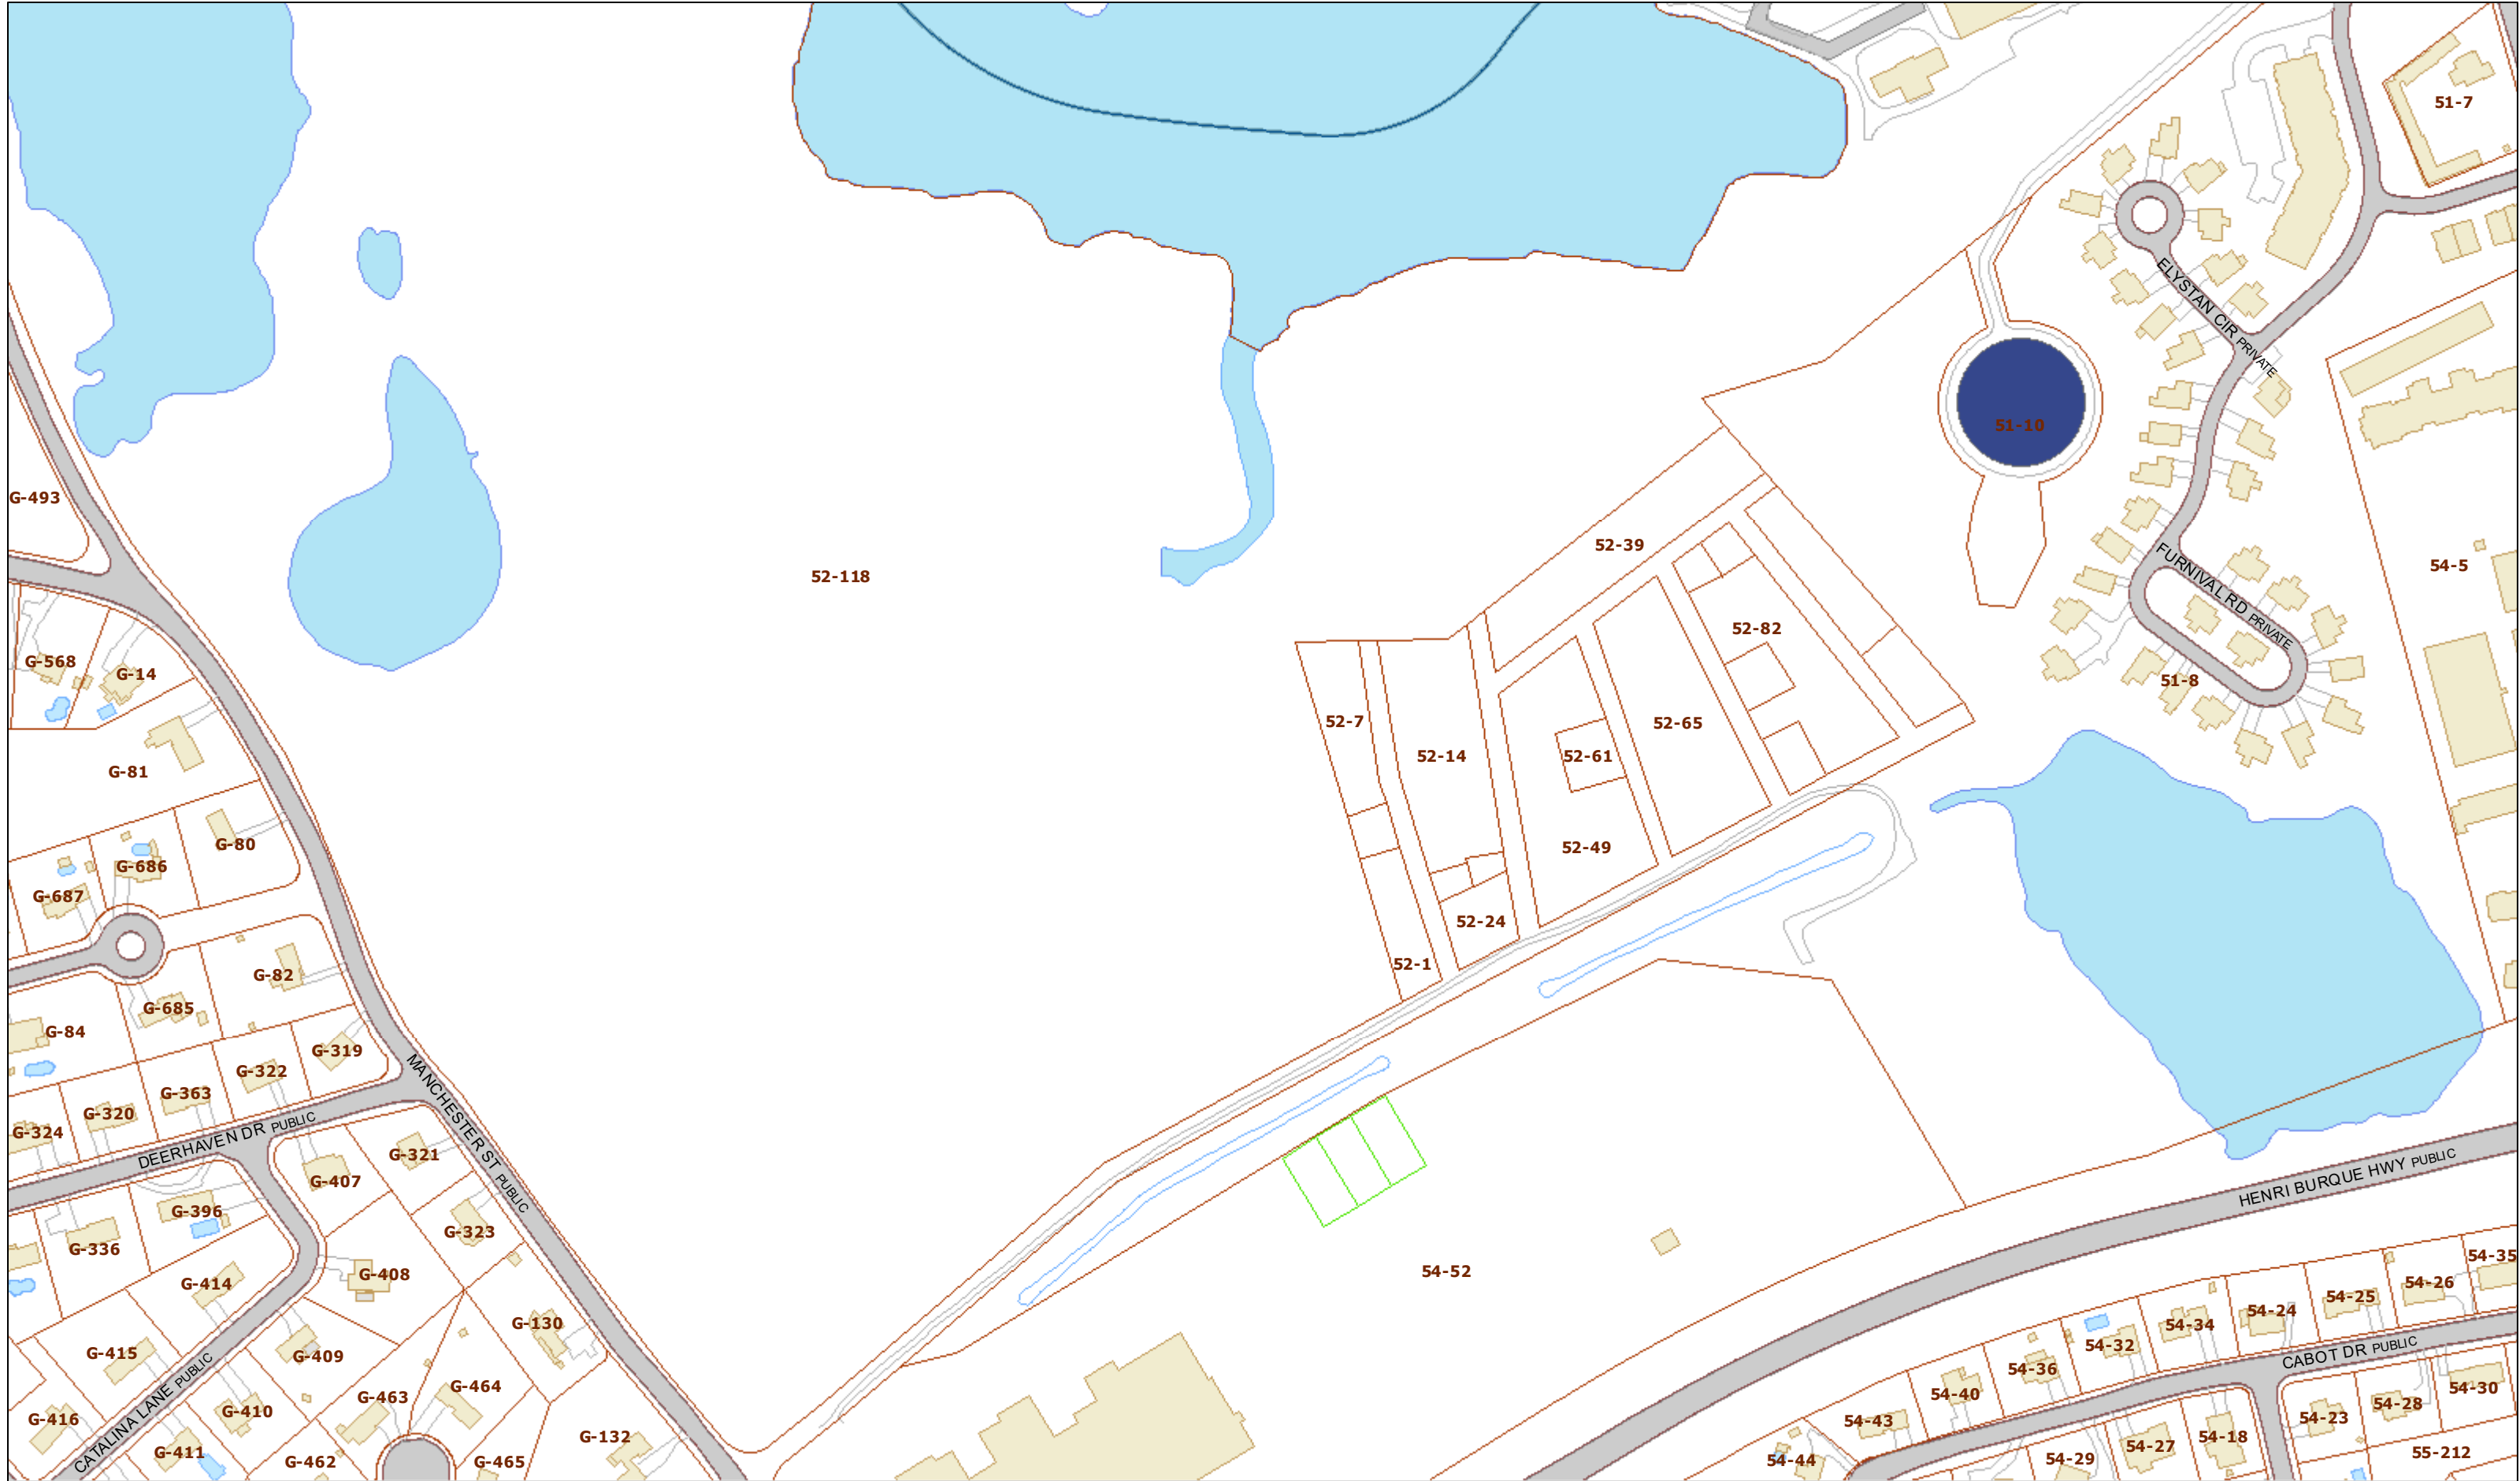 51-7
ELYSTAN CIR PRIVATE
51-10
G-493
52-39
FURNIVAL RD PRIVATE
54-5
52-118
52-82
G-568
G-14
51-8
52-7
52-65
52-14
52-61
G-81
G-80
52-49
G-686
G-687
52-24
52-1
G-82
G-685
G-84
G-319
G-322
G-363
MANCHESTER ST PUBLIC
G-320
G-324
DEERHAVEN DR PUBLIC
G-321
G-407
HENRI BURQUE HWY PUBLIC
G-396
G-323
G-336
54-52
G-408
G-414
54-35
54-26
54-25
54-24
G-130
54-34
54-32
CABOT DR PUBLIC
G-415
G-409
54-36
G-464
G-463
54-40
54-30
54-28
G-416
G-410
CATALINA LANE PUBLIC
54-43
54-23
G-132
54-18
54-27
G-411
55-212
54-44
54-29
G-462
G-465